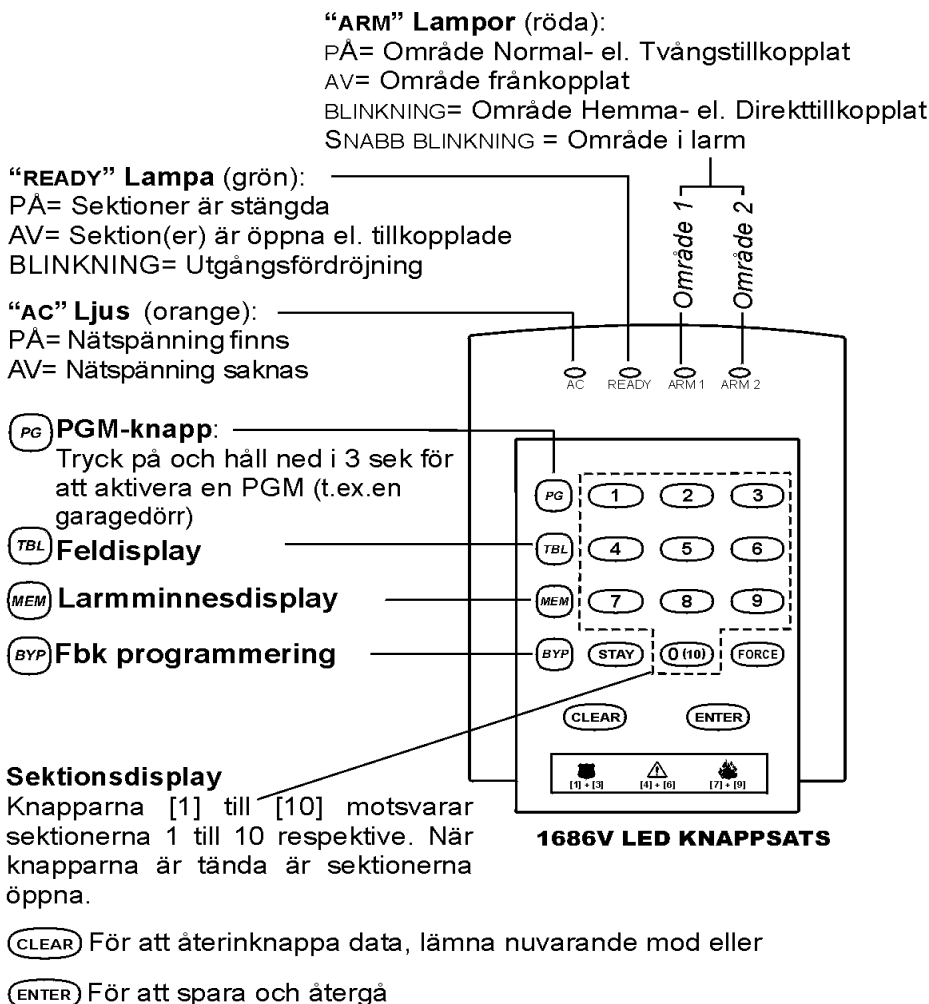 “ARM” Lampor (röda):
PÅ= Område Normal- el. Tvångstillkopplat
AV= Område frånkopplat
BLINKNING= Område Hemma- el. Direkttillkopplat
SNABB BLINKNING = Område i larm
“READY” Lampa (grön):
PÅ= Sektioner är stängda
AV= Sektion(er) är öppna el. tillkopplade
BLINKNING= Utgångsfördröjning
Område 1
Område 2
“AC” Ljus (orange):
PÅ= Nätspänning finns
AV= Nätspänning saknas
AC READY ARM 1 ARM 2
PG PGM-knapp:
Tryck på och håll ned i 3 sek för
att aktivera en PGM (t.ex.en
garagedörr)
TBL Feldisplay
MEM Larmminnesdisplay
BYP Fbk programmering
PG 1 2 3
TBL 4 5 6
MEM 7 8 9
BYP STAY 0 (10) FORCE
CLEAR ENTER
[1] + [3] [4] + [6] [7] + [9]
1686V LED KNAPPSATS
Sektionsdisplay
Knapparna [1] till [10] motsvarar
sektionerna 1 till 10 respektive. När
knapparna är tända är sektionerna
öppna.
CLEAR För att återinknappa data, lämna nuvarande mod eller
ENTER För att spara och återgå